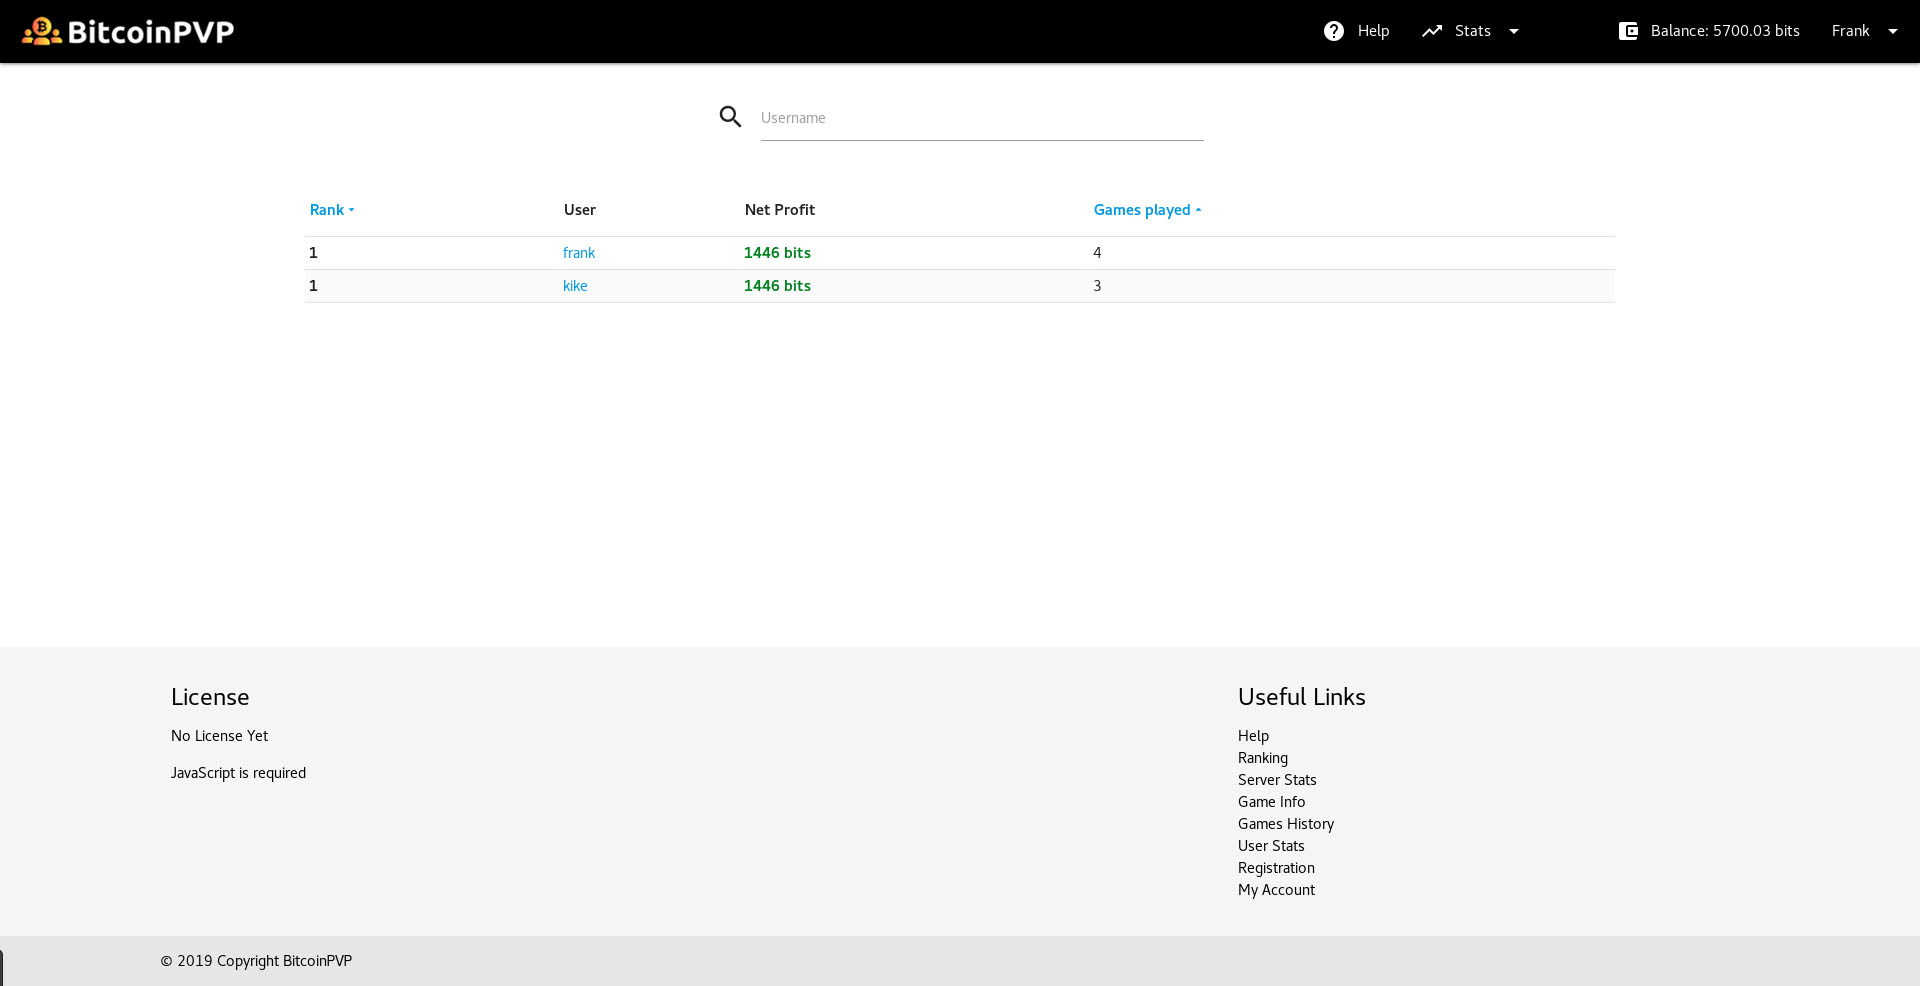 BitcoinPVP
Help
Stats
Balance: 5700.03 bits
Frank
Username
Rank User Net Profit Games played
1 frank 1446 bits 4
1 kike 1446 bits 3
License
No License Yet
JavaScript is required
Useful Links
Help
Ranking
Server Stats
Game Info
Games History
User Stats
Registration
My Account
© 2019 Copyright BitcoinPVP